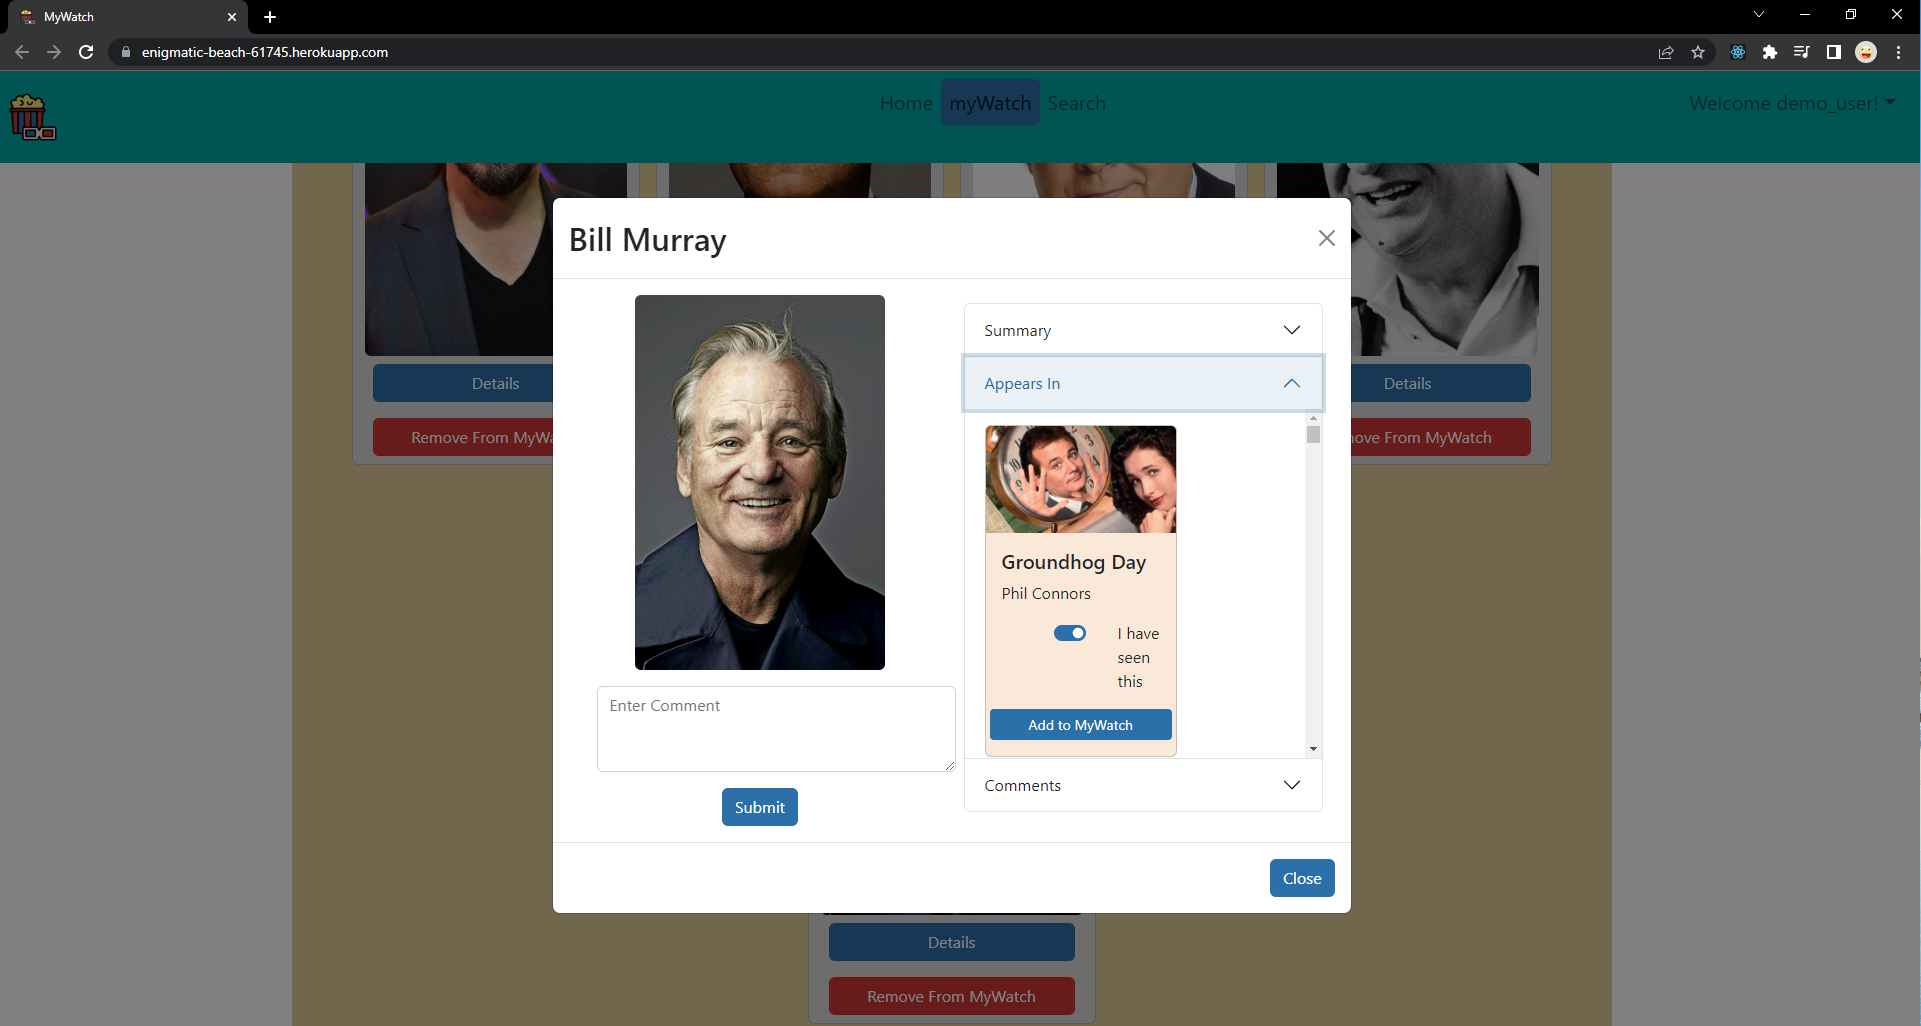 MyWatch
enigmatic-beach-61745.herokuapp.com
Home
myWatch
Search
Welcome demo_user!
Bill Murray
Summary
Details
Appears In
Details
Remove From MyWa
ove From MyWatch
Groundhog Day
Phil Connors
I have
seen
this
Enter Comment
Add to MyWatch
Comments
Submit
Close
Details
Remove From MyWatch